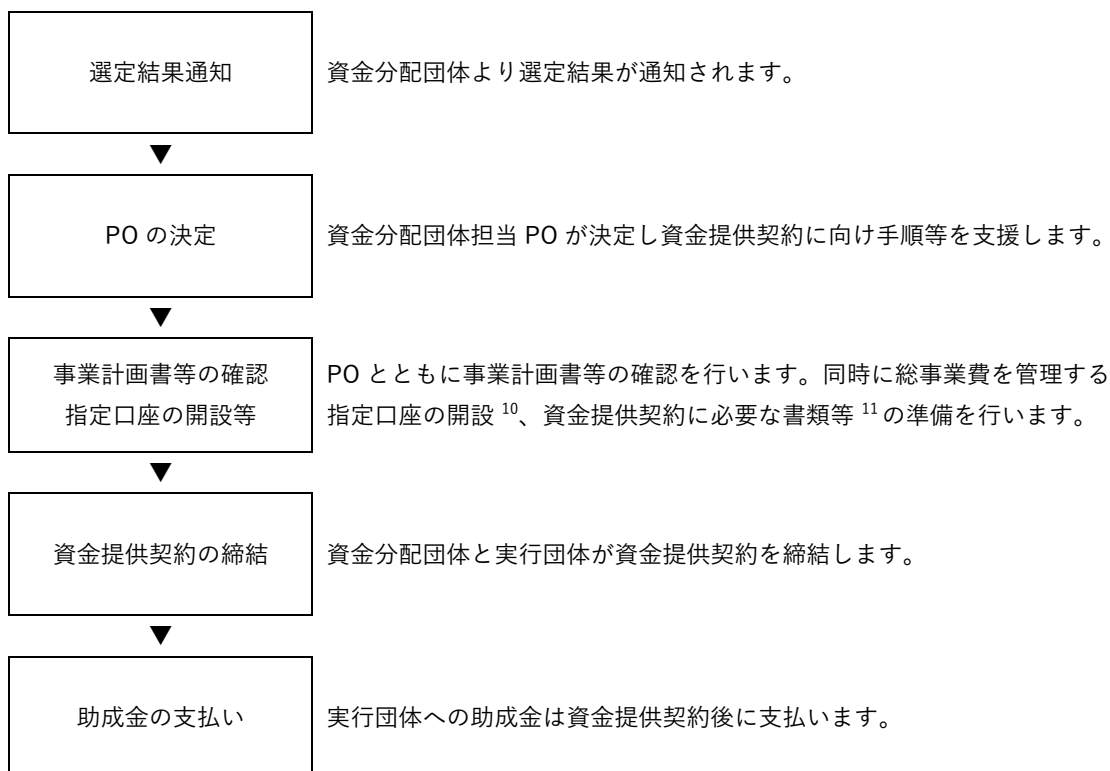 選定結果通知
資金分配団体より選定結果が通知されます。
▼
PO の決定
資金分配団体担当 PO が決定し資金提供契約に向け手順等を支援します。
▼
事業計画書等の確認
指定口座の開設等
PO とともに事業計画書等の確認を行います。同時に総事業費を管理する
指定口座の開設 10、資金提供契約に必要な書類等 11 の準備を行います。
▼
資金提供契約の締結
資金分配団体と実行団体が資金提供契約を締結します。
▼
助成金の支払い
実行団体への助成金は資金提供契約後に支払います。